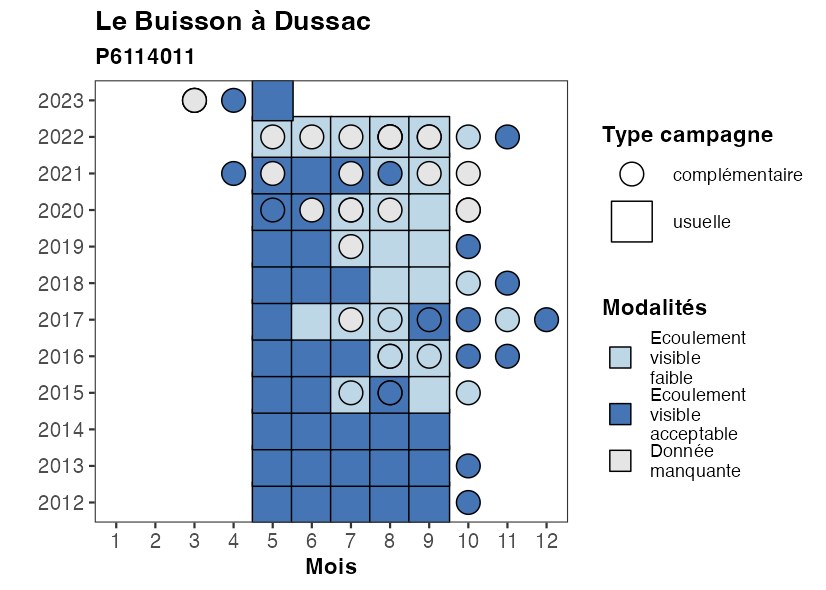 Le Buisson à Dussac
P6114011
2023
2022
2021
2020
2019
2018
2017
2016
2015
2014
2013
2012
1 2 3 4 5 6 7 8 9 10 11 12
Mois
Type campagne
complémentaire
usuelle
Modalités
Ecoulement
visible
faible
Ecoulement
visible
acceptable
Donnée
manquante